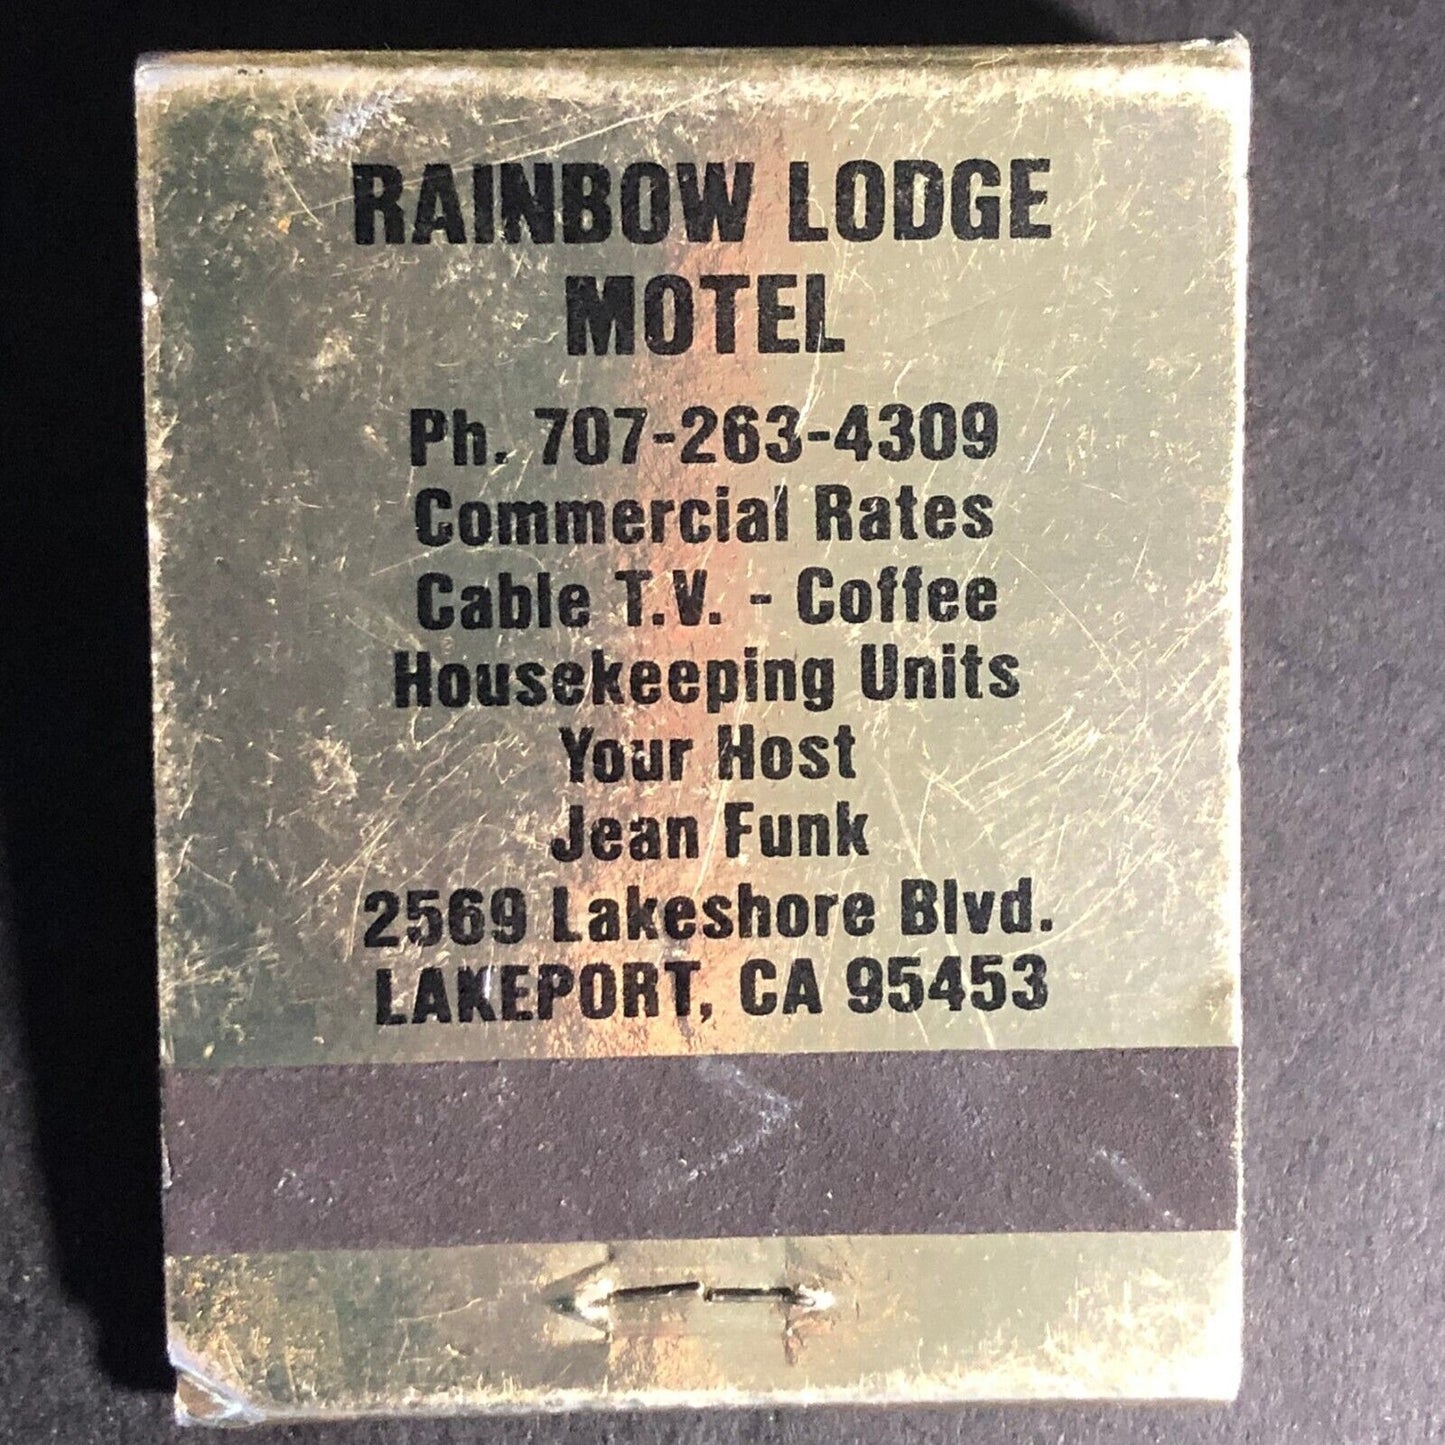 RAINBOW LODGE
MOTEL
Ph. 707-263-4309
Commercial Rates
Cable T.V. - Coffee
Housekeeping Units
Your Host
Jean Funk
2569 Lakeshore Blvd.
LAKEPORT, CA 95453